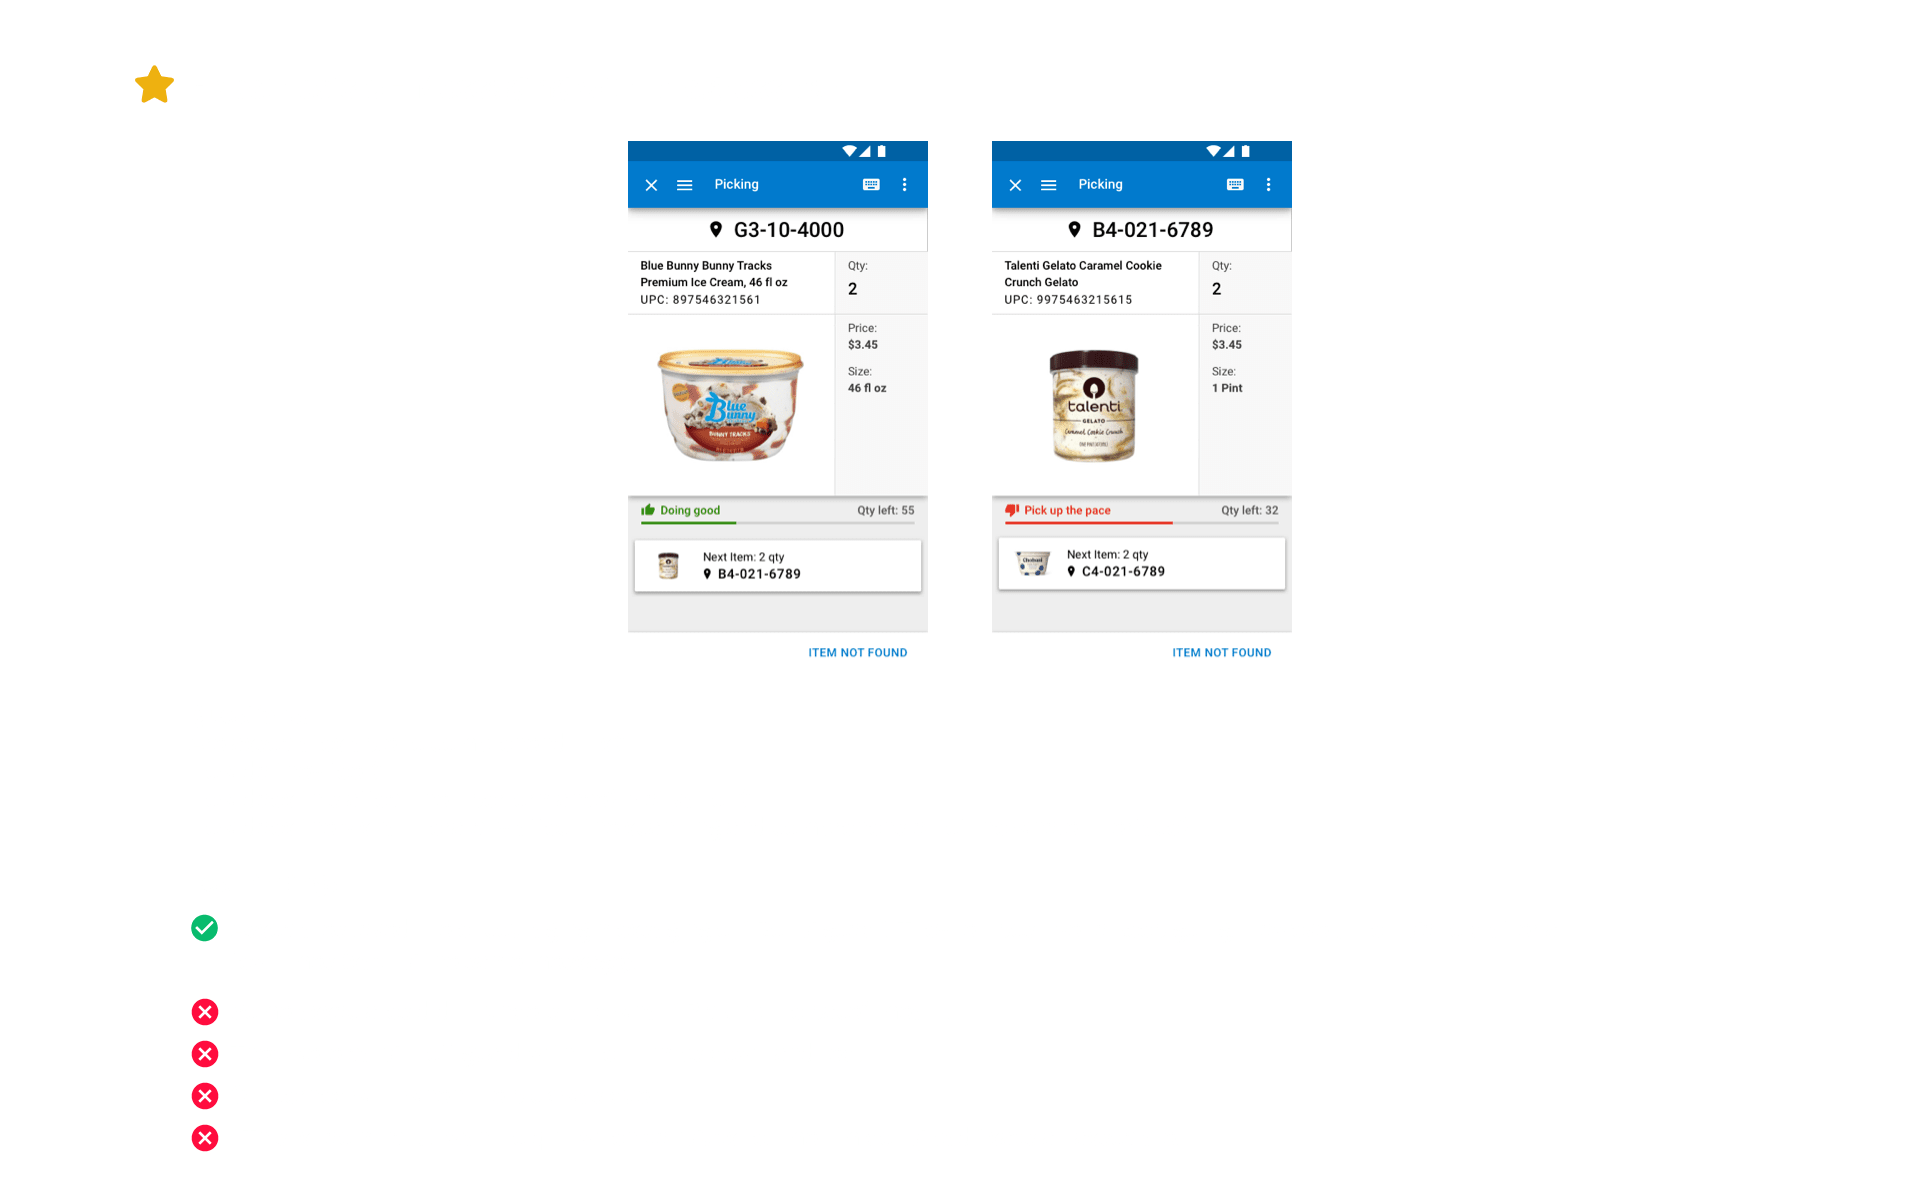 Picking
G3-10-4000
Blue Bunny Bunny Tracks
Premium Ice Cream, 46 fl oz
UPC: 897546321561
Qty:
2
Price:
$3.45
Size:
46 fl oz
Blue
Bunny
BUNNY TRACKS
Doing good
Qty left: 55
Next Item: 2 qty
B4-021-6789
ITEM NOT FOUND
Picking
B4-021-6789
Talenti Gelato Caramel Cookie
Crunch Gelato
UPC: 9975463215615
Qty:
2
Price:
$3.45
Size:
1 Pint
talenti
GELATO
Caramel Cookie Crunch
Pick up the pace
Qty left: 32
Chobani
Next Item: 2 qty
C4-021-6789
ITEM NOT FOUND